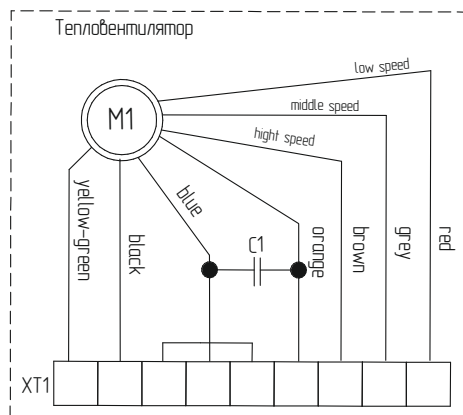 Тепловентилятор
low speed
M1
middle speed
hight speed
yellow-green
black
blue
C1
orange
brown
grey
red
XT1